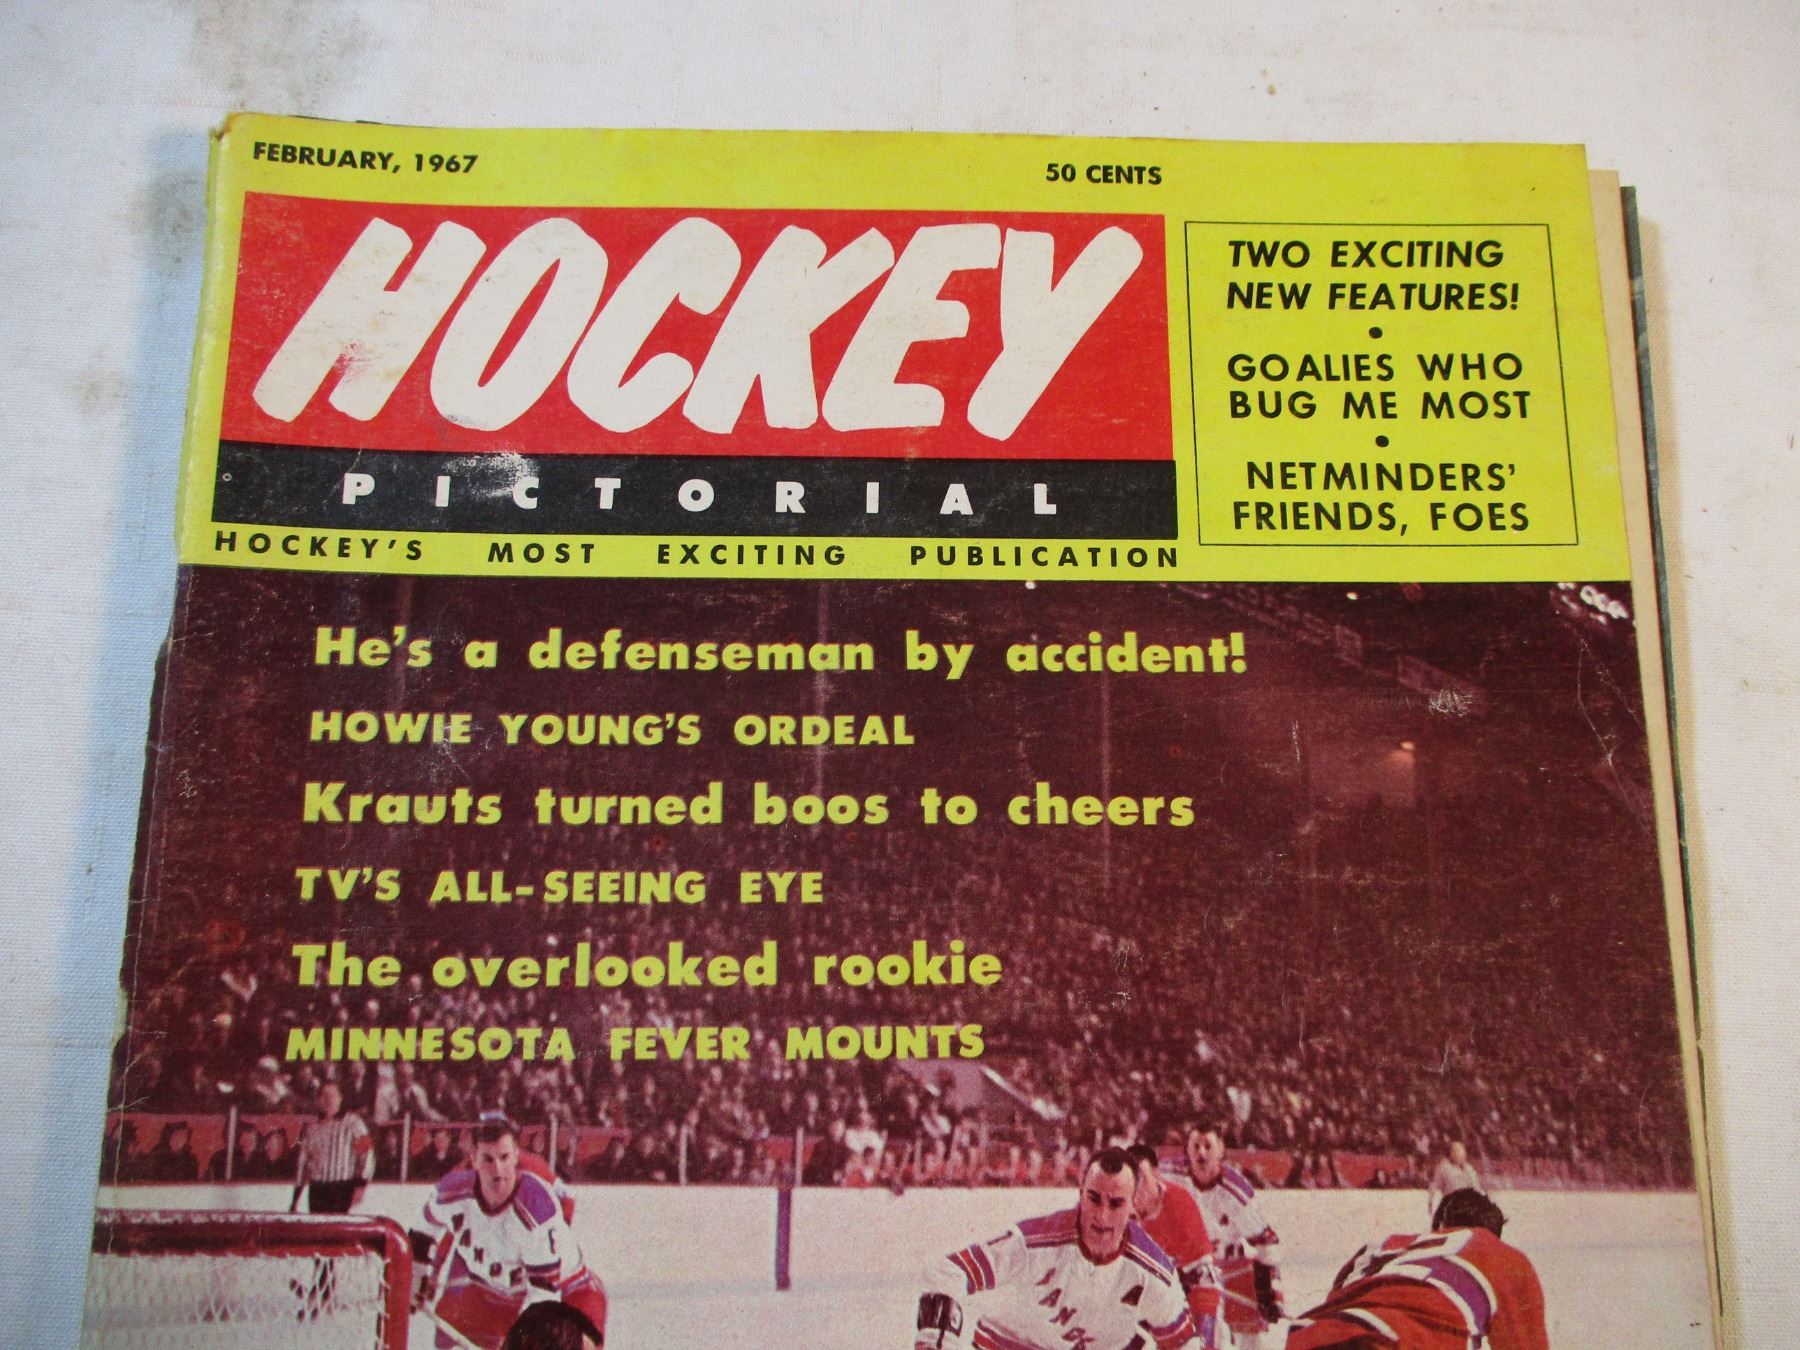 FEBRUARY, 1967
50 CENTS
HOCKEY
PICTORIAL
HOCKEY'S MOST EXCITING PUBLICATION
TWO EXCITING
NEW FEATURES!
•
GOALIES WHO
BUG ME MOST
•
NETMINDERS'
FRIENDS, FOES
He's a defenseman by accident!
HOWIE YOUNG'S ORDEAL
Krauts turned boos to cheers
TV'S ALL-SEEING EYE
The overlooked rookie
MINNESOTA FEVER MOUNTS